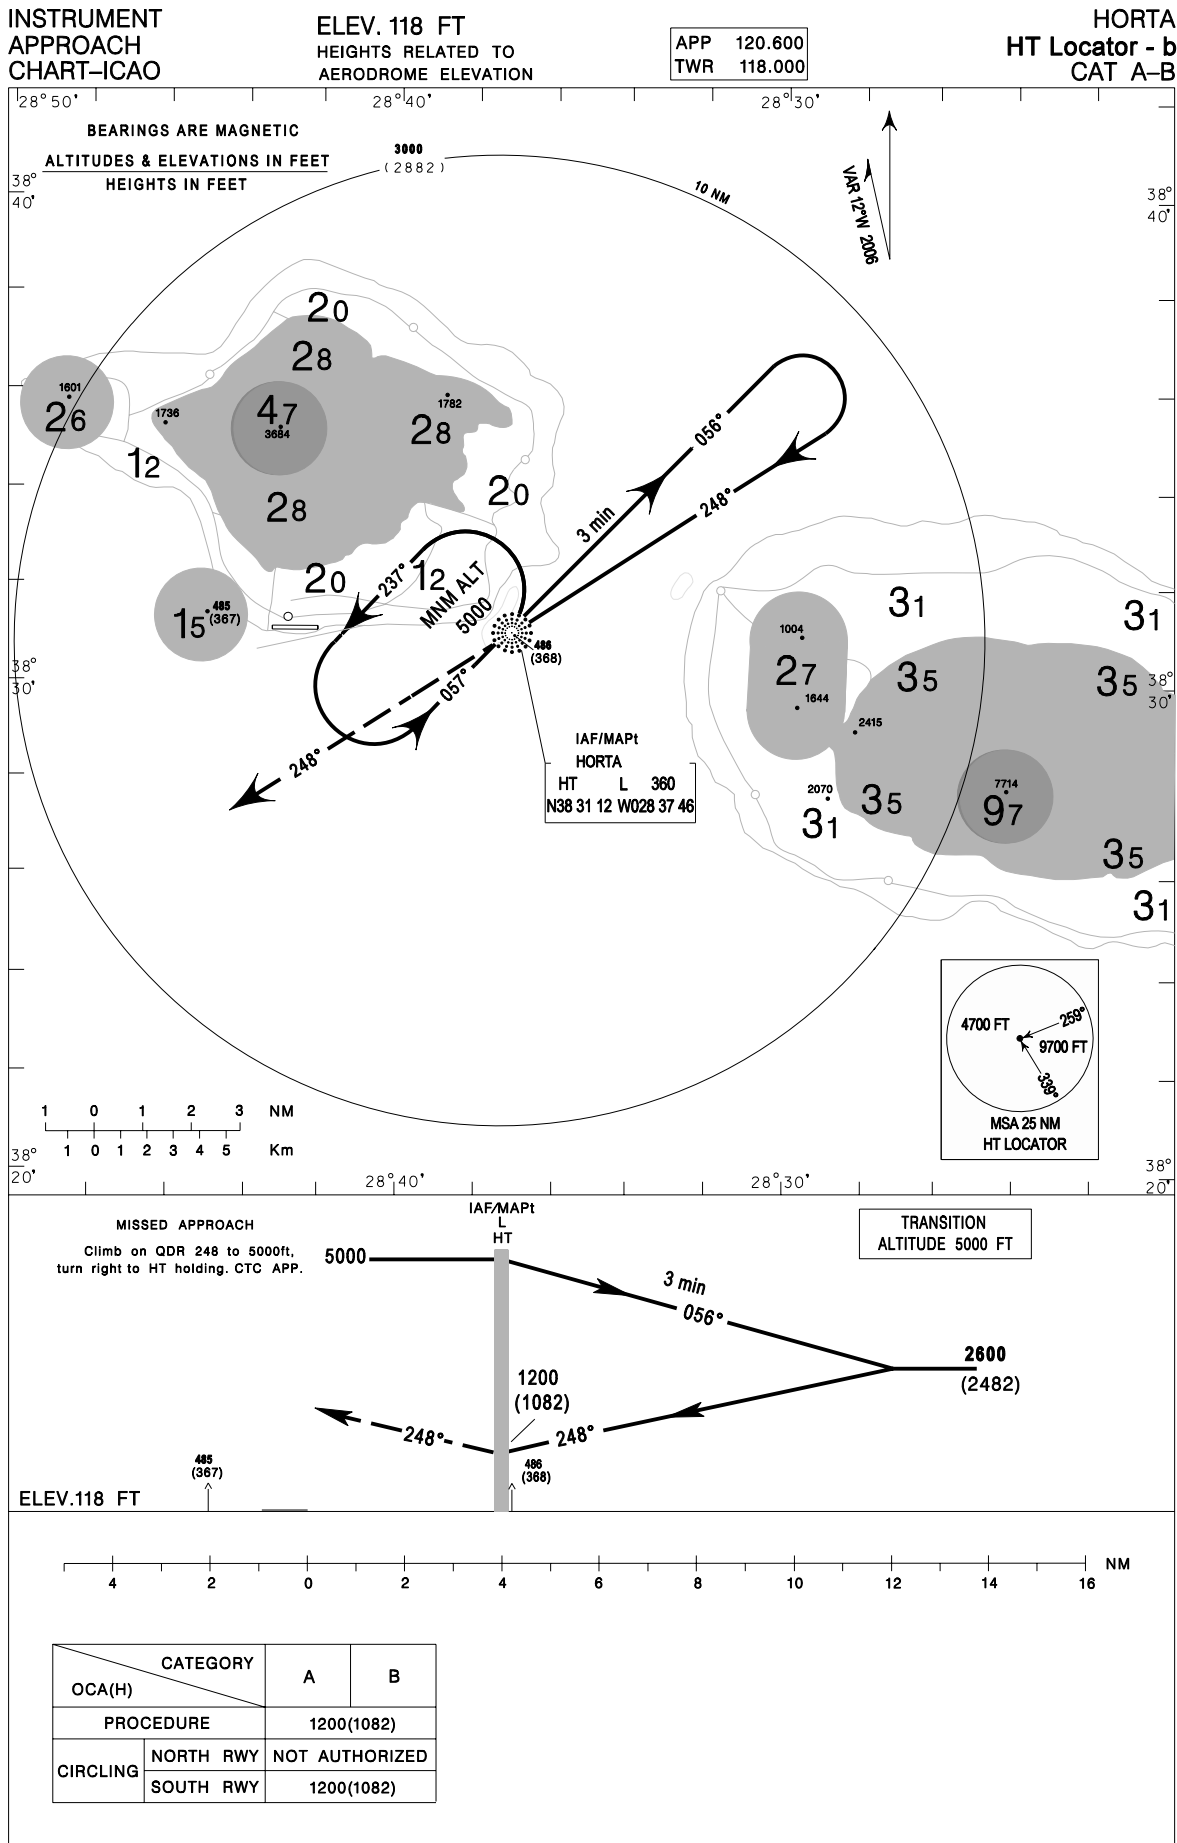 INSTRUMENT
APPROACH
CHART–ICAO
ELEV. 118 FT
HEIGHTS RELATED TO
AERODROME ELEVATION
APP 120.600
TWR 118.000
HORTA
HT Locator - b
CAT A–B
28°50'
28°40'
28°30'
BEARINGS ARE MAGNETIC
ALTITUDES & ELEVATIONS IN FEET
HEIGHTS IN FEET
3000
(2882)
10 NM
VAR 12°W 2006
38°
40'
38°
40'
20
28
1601
26
1736
47
3684
1782
28
12
28
20
20
12
485
(367)
15
237°
MNM ALT
5000
3 min
056°
248°
486
(368)
057°
248°
31
31
1004
27
1644
35
35
2415
2070
31
35
7714
97
35
31
38°
30'
38°
30'
IAF/MAPt
HORTA
HT L 360
N38 31 12 W028 37 46
4700 FT
259°
9700 FT
339°
MSA 25 NM
HT LOCATOR
1 0 1 2 3 NM
1 0 1 2 3 4 5 Km
38°
20'
38°
20'
28°40'
28°30'
MISSED APPROACH
Climb on QDR 248 to 5000ft,
turn right to HT holding. CTC APP.
IAF/MAPt
L
HT
TRANSITION
ALTITUDE 5000 FT
5000
3 min
056°
2600
(2482)
1200
(1082)
248°
248°
485
(367)
486
(368)
ELEV.118 FT
4 2 0 2 4 6 8 10 12 14 16 NM
CATEGORY A B
OCA(H)
PROCEDURE 1200(1082)
CIRCLING NORTH RWY NOT AUTHORIZED
SOUTH RWY 1200(1082)